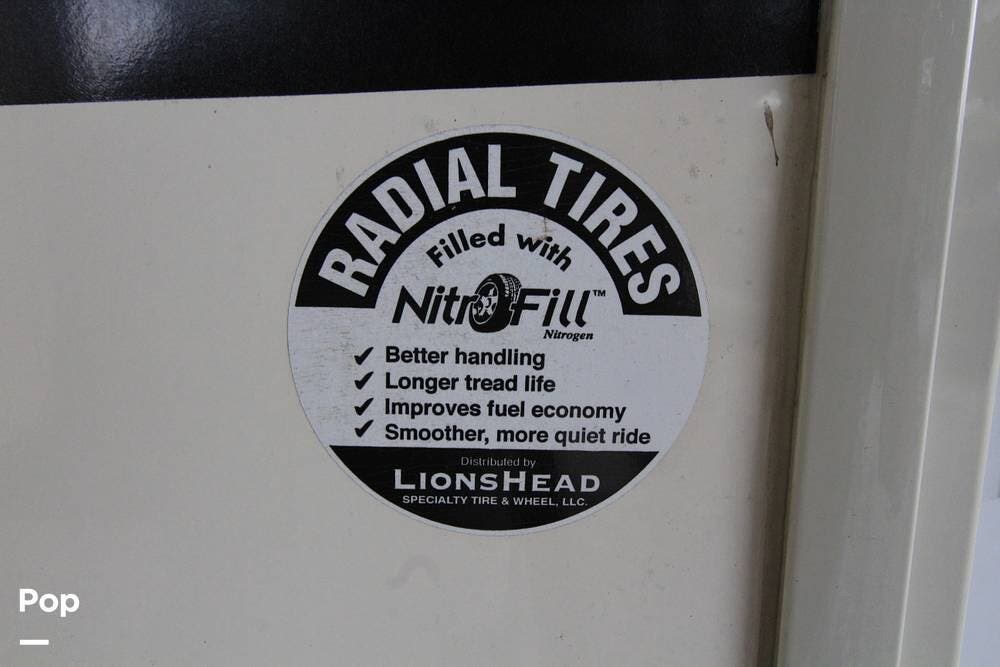 RADIAL TIRES
Filled with
NitroFill™
Nitrogen
✓ Better handling
✓ Longer tread life
✓ Improves fuel economy
✓ Smoother, more quiet ride
Distributed by
LIONSHEAD
SPECIALTY TIRE & WHEEL, LLC.
Pop